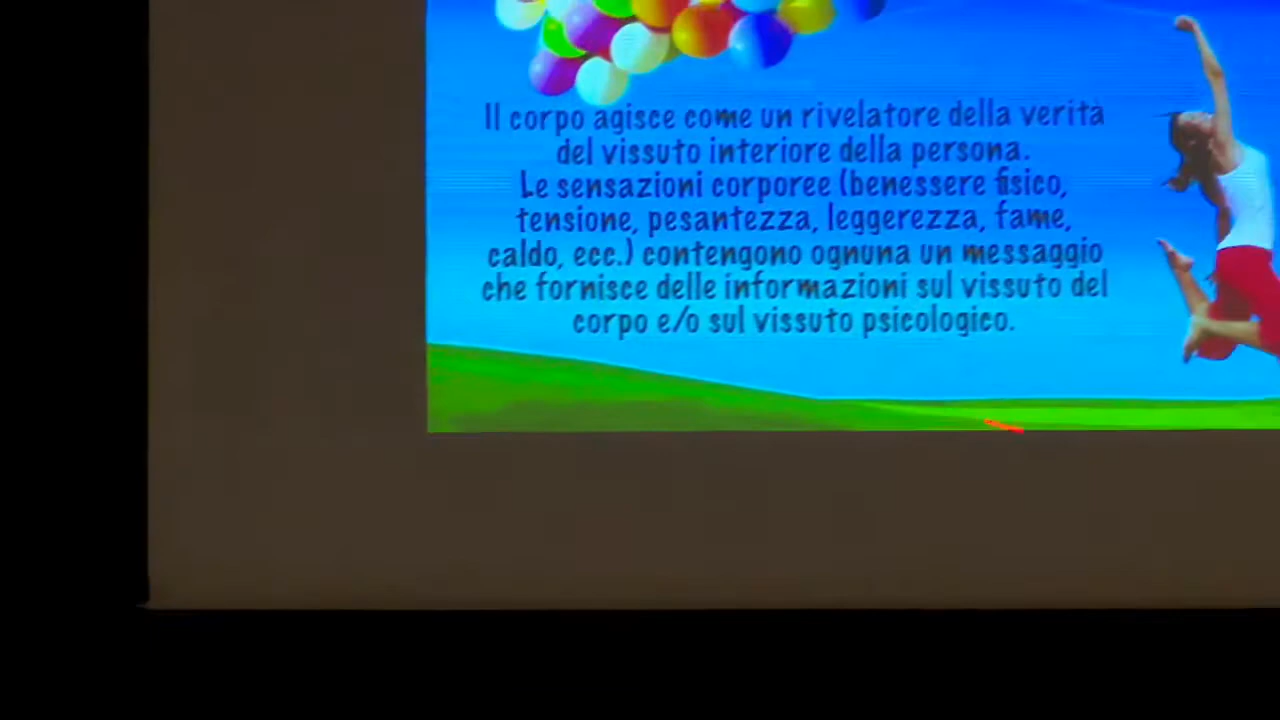 Il corpo agisce come un rivelatore della verità
del vissuto interiore della persona.
Le sensazioni corporee (benessere fisico,
tensione, pesantezza, leggerezza, fame,
caldo, ecc.) contengono ognuna un messaggio
che fornisce delle informazioni sul vissuto del
corpo e/o sul vissuto psicologico.